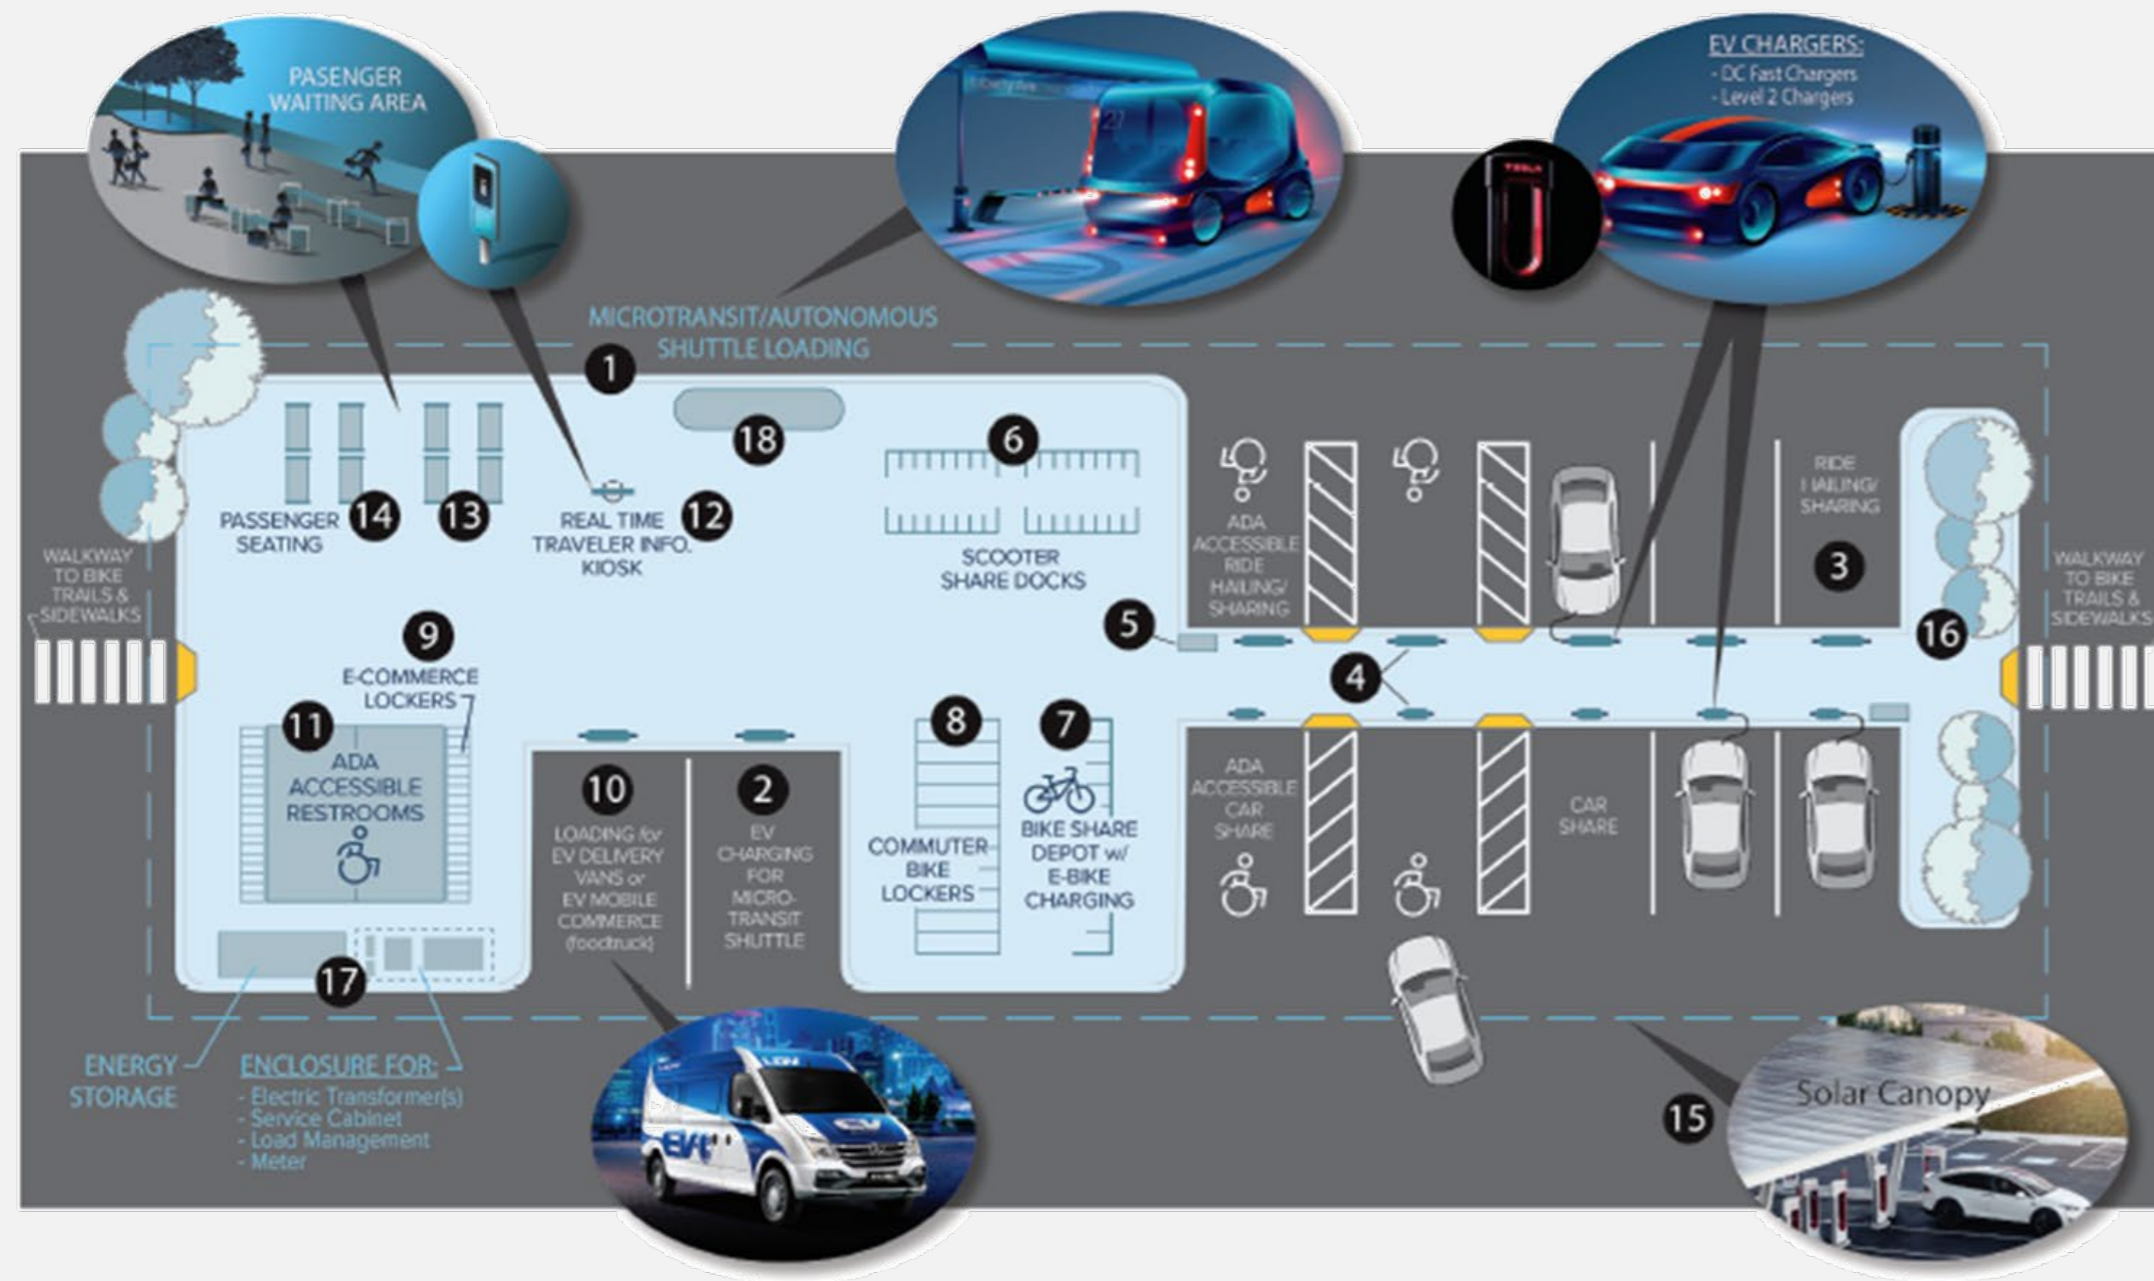 PASENGER
WAITING AREA
EV CHARGERS:
- DC Fast Chargers
- Level 2 Chargers
TESLA
27
MICROTRANSIT/AUTONOMOUS
SHUTTLE LOADING
1
18
6
PASSENGER
SEATING
14
13
REAL TIME
TRAVELER INFO.
KIOSK
12
SCOOTER
SHARE DOCKS
ADA
ACCESSIBLE
RIDE
HAILING/
SHARING
RIDE
HAILING/
SHARING
3
WALKWAY
TO BIKE
TRAILS &
SIDEWALKS
WALKWAY
TO BIKE
TRAILS &
SIDEWALKS
5
4
16
9
E-COMMERCE
LOCKERS
11
ADA
ACCESSIBLE
RESTROOMS
10
LOADING for
EV DELIVERY
VANS or
EV MOBILE
COMMERCE
(foodtruck)
2
EV
CHARGING
FOR
MICRO-
TRANSIT
SHUTTLE
8
COMMUTER
BIKE
LOCKERS
7
BIKE SHARE
DEPOT w/
E-BIKE
CHARGING
ADA
ACCESSIBLE
CAR
SHARE
CAR
SHARE
17
ENERGY
STORAGE
ENCLOSURE FOR:
- Electric Transformer(s)
- Service Cabinet
- Load Management
- Meter
15
Solar Canopy